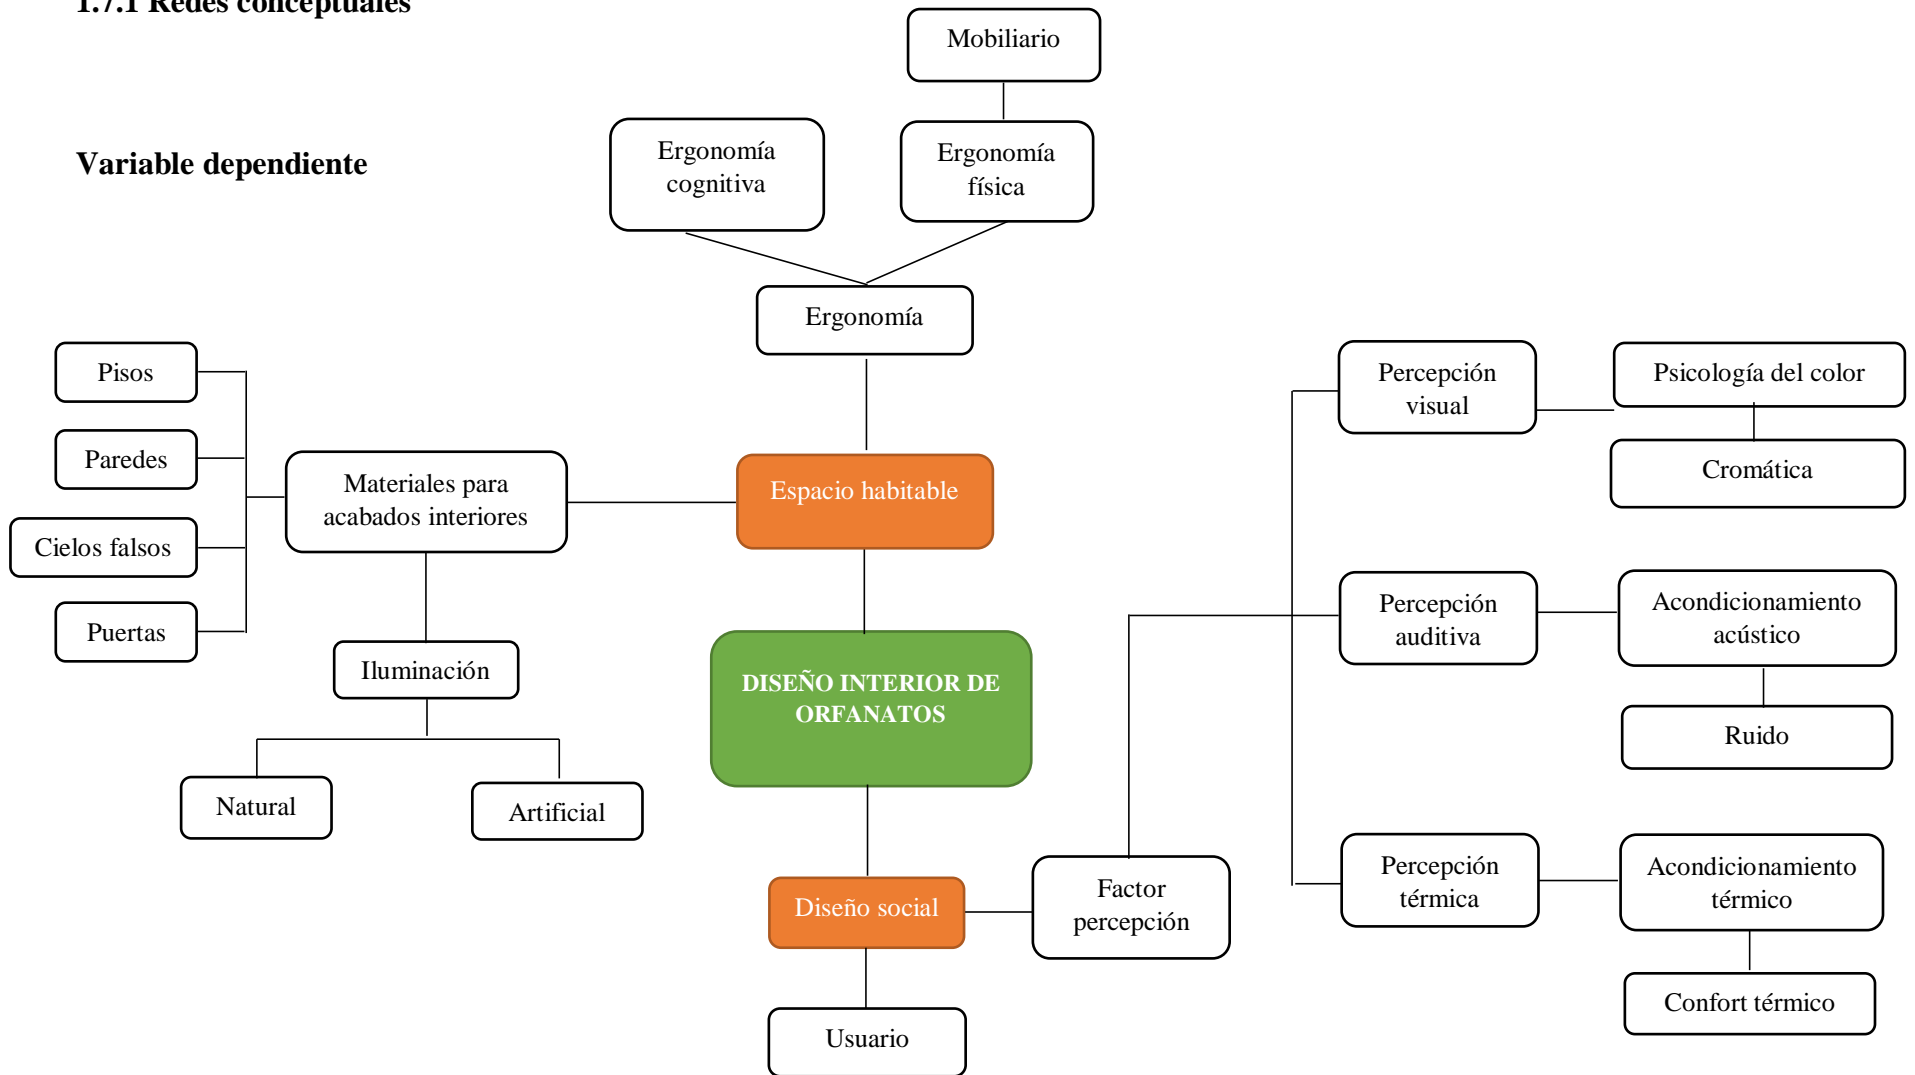 1.7.1 Redes conceptuales
Variable dependiente
Mobiliario
Ergonomía
cognitiva
Ergonomía
física
Ergonomía
Pisos
Paredes
Cielos falsos
Puertas
Materiales para
acabados interiores
Iluminación
Natural
Artificial
Espacio habitable
DISEÑO INTERIOR DE
ORFANATOS
Diseño social
Usuario
Factor
percepción
Percepción
visual
Psicología del color
Cromática
Percepción
auditiva
Acondicionamiento
acústico
Ruido
Percepción
térmica
Acondicionamiento
térmico
Confort térmico